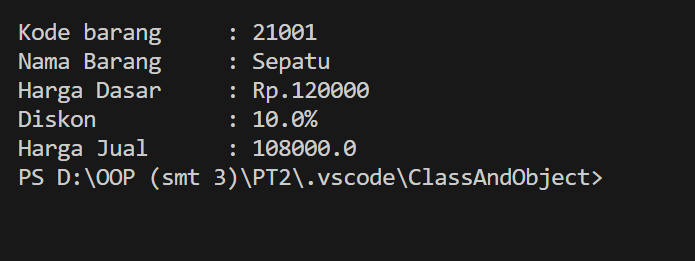 Kode barang     : 21001
Nama Barang     : Sepatu
Harga Dasar     : Rp.120000
Diskon          : 10.0%
Harga Jual      : 108000.0
PS D:\OOP (smt 3)\PT2\.vscode\ClassAndObject>